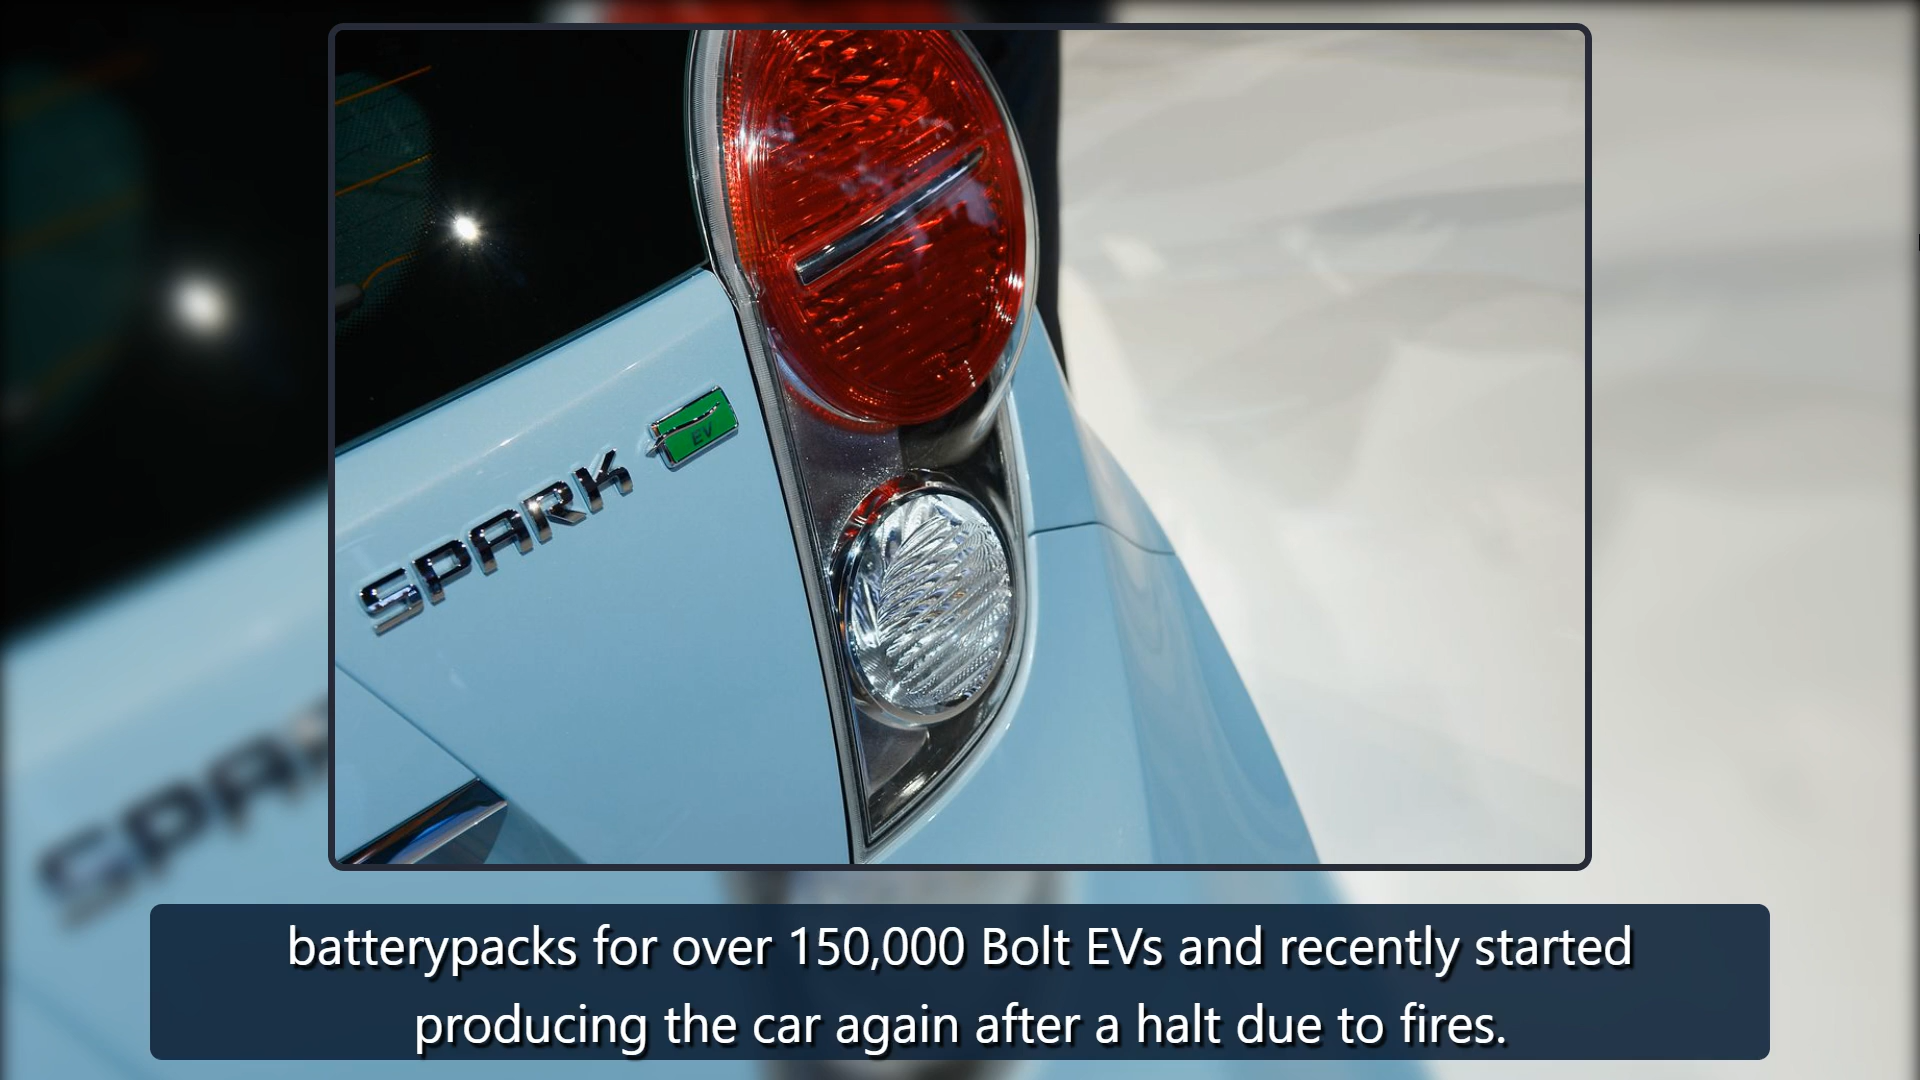 SPARK EV
SPA
batterypacks for over 150,000 Bolt EVs and recently started
producing the car again after a halt due to fires.